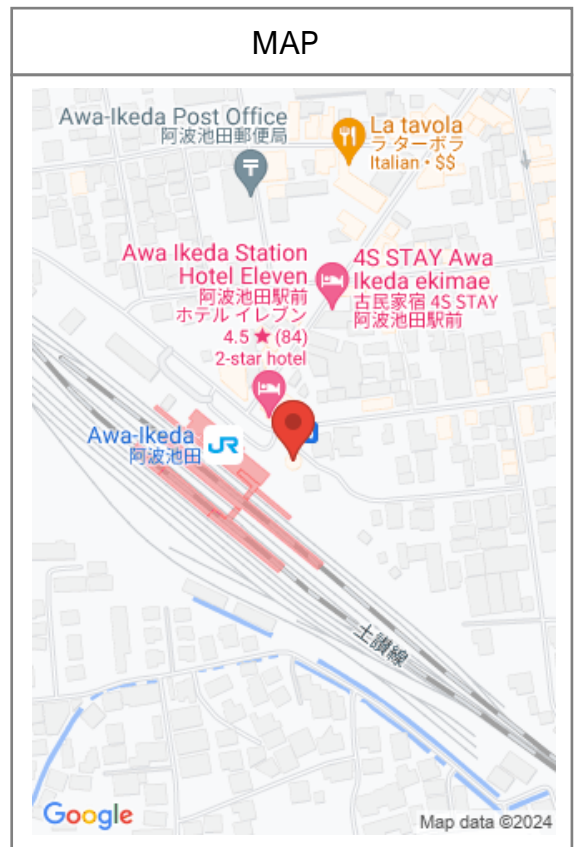 MAP
Awa-Ikeda Post Office
阿波池田郵便局
La tavola
ラ ターボラ
Italian • $$
Awa Ikeda Station
Hotel Eleven
阿波池田駅前
ホテル イレブン
4.5 ★ (84)
2-star hotel
4S STAY Awa
Ikeda ekimae
古民家宿 4S STAY
阿波池田駅前
Awa-Ikeda
阿波池田
JR
土讃線
Google
Map data ©2024